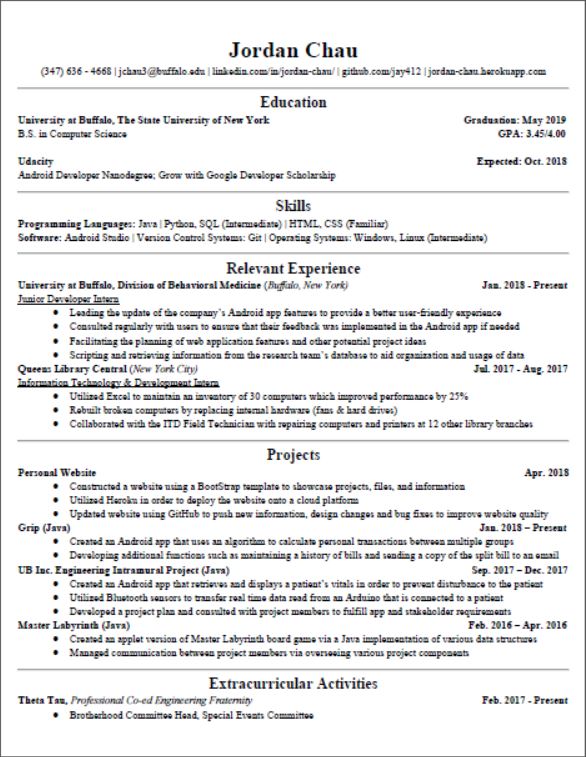 Jordan Chau
(347) 636 - 4668 | jchau3@buffalo.edu | linkedin.com/in/jordan-chau/ | github.com/jay412 | jordan-chau.herokuapp.com
Education
University at Buffalo, The State University of New York Graduation: May 2019
B.S. in Computer Science GPA: 3.45/4.00
Udacity Expected: Oct. 2018
Android Developer Nanodegree; Grow with Google Developer Scholarship
Skills
Programming Languages: Java | Python, SQL (Intermediate) | HTML, CSS (Familiar)
Software: Android Studio | Version Control Systems: Git | Operating Systems: Windows, Linux (Intermediate)
Relevant Experience
University at Buffalo, Division of Behavioral Medicine (Buffalo, New York) Jan. 2018 - Present
Junior Developer Intern
● Leading the update of the company's Android app features to provide a better user-friendly experience
● Consulted regularly with users to ensure that their feedback was implemented in the Android app if needed
● Facilitating the planning of web application features and other potential project ideas
● Scripting and retrieving information from the research team's database to aid organization and usage of data
Queens Library Central (New York City) Jul. 2017 - Aug. 2017
Information Technology & Development Intern
● Utilized Excel to maintain an inventory of 30 computers which improved performance by 25%
● Rebuilt broken computers by replacing internal hardware (fans & hard drives)
● Collaborated with the ITD Field Technician with repairing computers and printers at 12 other library branches
Projects
Personal Website Apr. 2018
● Constructed a website using a BootStrap template to showcase projects, files, and information
● Utilized Heroku in order to deploy the website onto a cloud platform
● Updated website using GitHub to push new information, design changes and bug fixes to improve website quality
Grip (Java) Jan. 2018 – Present
● Created an Android app that uses an algorithm to calculate personal transactions between multiple groups
● Developing additional functions such as maintaining a history of bills and sending a copy of the split bill to an email
UB Inc. Engineering Intramural Project (Java) Sep. 2017 – Dec. 2017
● Created an Android app that retrieves and displays a patient's vitals in order to prevent disturbance to the patient
● Utilized Bluetooth sensors to transfer real time data read from an Arduino that is connected to a patient
● Developed a project plan and consulted with project members to fulfill app and stakeholder requirements
Master Labyrinth (Java) Feb. 2016 – Apr. 2016
● Created an applet version of Master Labyrinth board game via a Java implementation of various data structures
● Managed communication between project members via overseeing various project components
Extracurricular Activities
Theta Tau, Professional Co-ed Engineering Fraternity Feb. 2017 - Present
● Brotherhood Committee Head, Special Events Committee